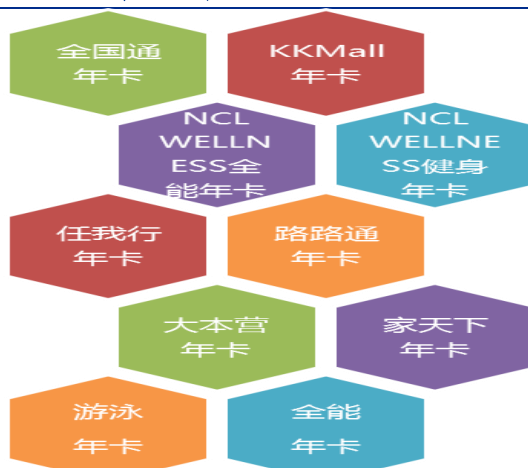 全国通
年卡
KKMall
年卡
NCL
WELLN
ESS全
能年卡
NCL
WELLNE
SS健身
年卡
任我行
年卡
路路通
年卡
大本营
年卡
家天下
年卡
游泳
年卡
全能
年卡